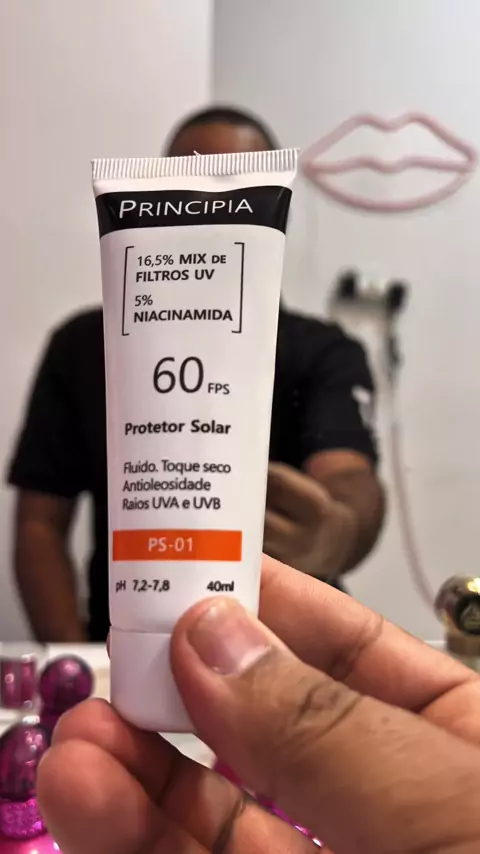 PRINCIPIA
16,5% MIX DE
FILTROS UV
5%
NIACINAMIDA
60 FPS
Protetor Solar
Fluido. Toque seco
Antioleosidade
Raios UVA e UVB
PS-01
pH 7,2-7,8 40ml